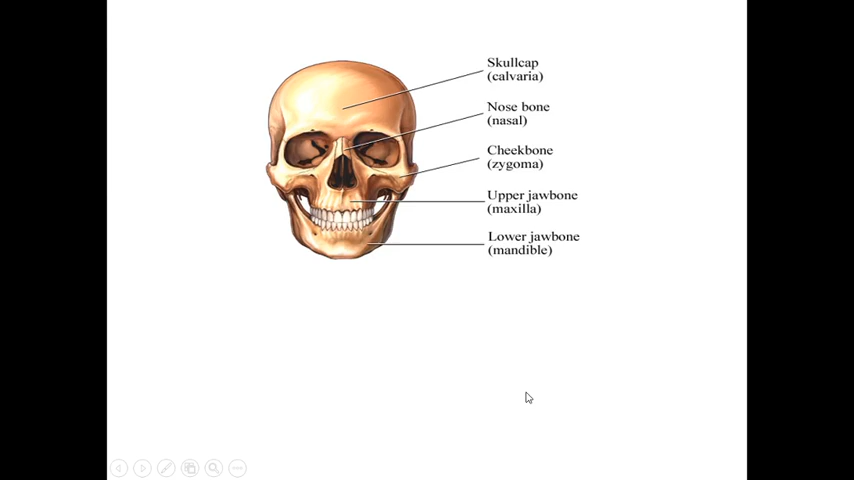 Skullcap
(calvaria)
Nose bone
(nasal)
Cheekbone
(zygoma)
Upper jawbone
(maxilla)
Lower jawbone
(mandible)